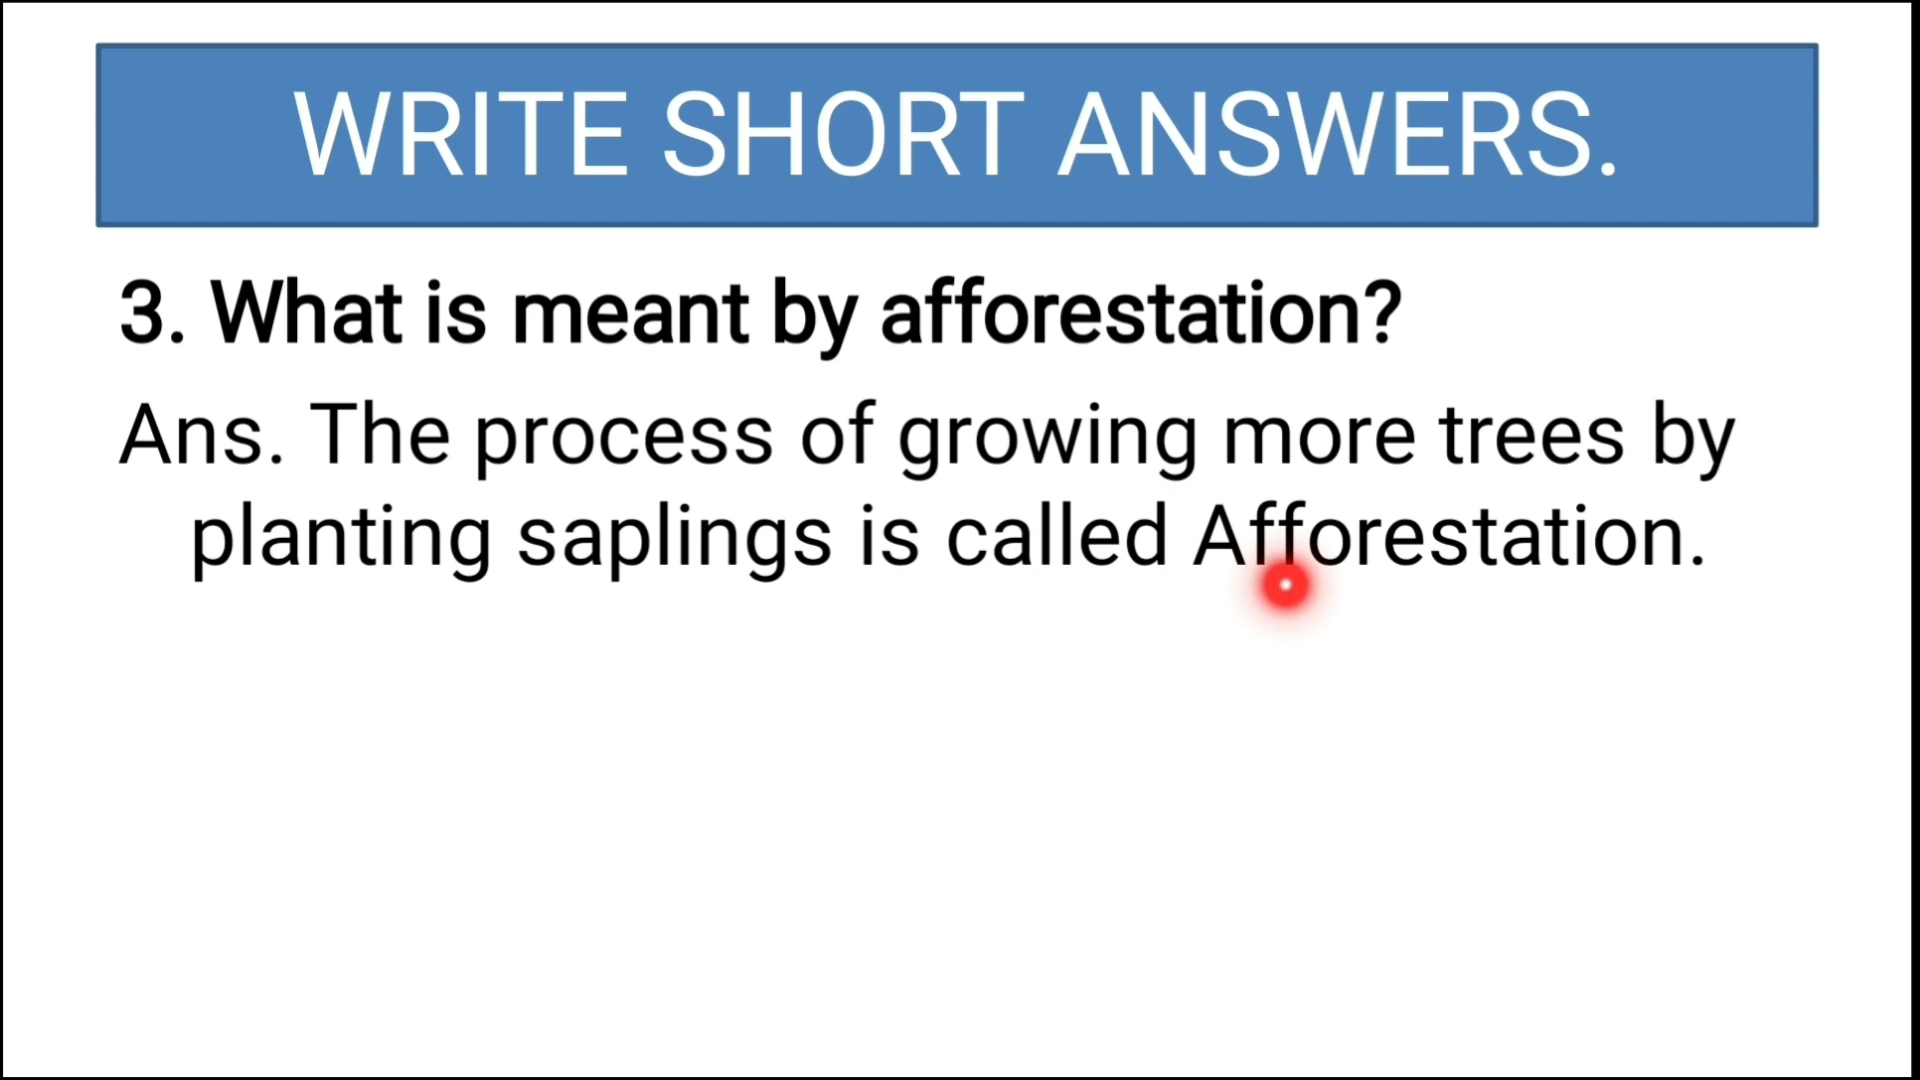 WRITE SHORT ANSWERS.
3. What is meant by afforestation?
Ans. The process of growing more trees by
planting saplings is called Afforestation.